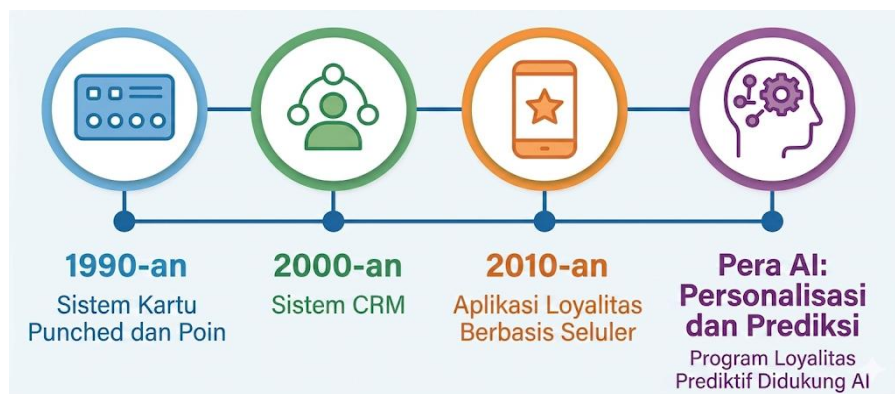 1990-an
Sistem Kartu
Punched dan Poin
2000-an
Sistem CRM
2010-an
Aplikasi Loyalitas
Berbasis Seluler
Pera AI:
Personalisasi
dan Prediksi
Program Loyalitas
Prediktif Didukung AI